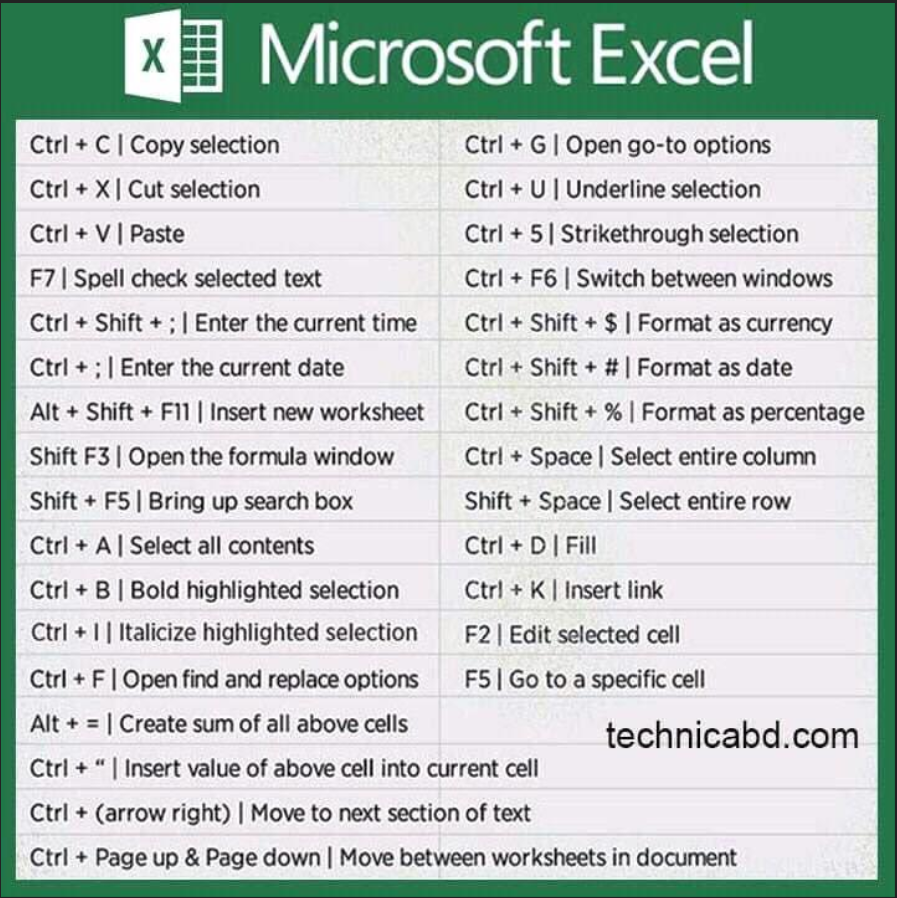 Microsoft Excel
Ctrl + C | Copy selection
Ctrl + X | Cut selection
Ctrl + V | Paste
F7 | Spell check selected text
Ctrl + Shift + ; | Enter the current time
Ctrl + ; | Enter the current date
Alt + Shift + F11 | Insert new worksheet
Shift F3 | Open the formula window
Shift + F5 | Bring up search box
Ctrl + A | Select all contents
Ctrl + B | Bold highlighted selection
Ctrl + I | Italicize highlighted selection
Ctrl + F | Open find and replace options
Alt + = | Create sum of all above cells
Ctrl + “ | Insert value of above cell into current cell
Ctrl + (arrow right) | Move to next section of text
Ctrl + Page up & Page down | Move between worksheets in document
Ctrl + G | Open go-to options
Ctrl + U | Underline selection
Ctrl + 5 | Strikethrough selection
Ctrl + F6 | Switch between windows
Ctrl + Shift + $ | Format as currency
Ctrl + Shift + # | Format as date
Ctrl + Shift + % | Format as percentage
Ctrl + Space | Select entire column
Shift + Space | Select entire row
Ctrl + D | Fill
Ctrl + K | Insert link
F2 | Edit selected cell
F5 | Go to a specific cell
technicabd.com